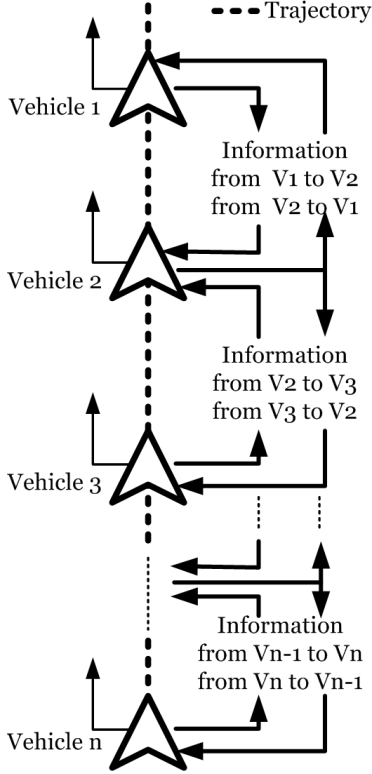 Trajectory
Vehicle 1
Information
from V1 to V2
from V2 to V1
Vehicle 2
Information
from V2 to V3
from V3 to V2
Vehicle 3
Information
from Vn-1 to Vn
from Vn to Vn-1
Vehicle n